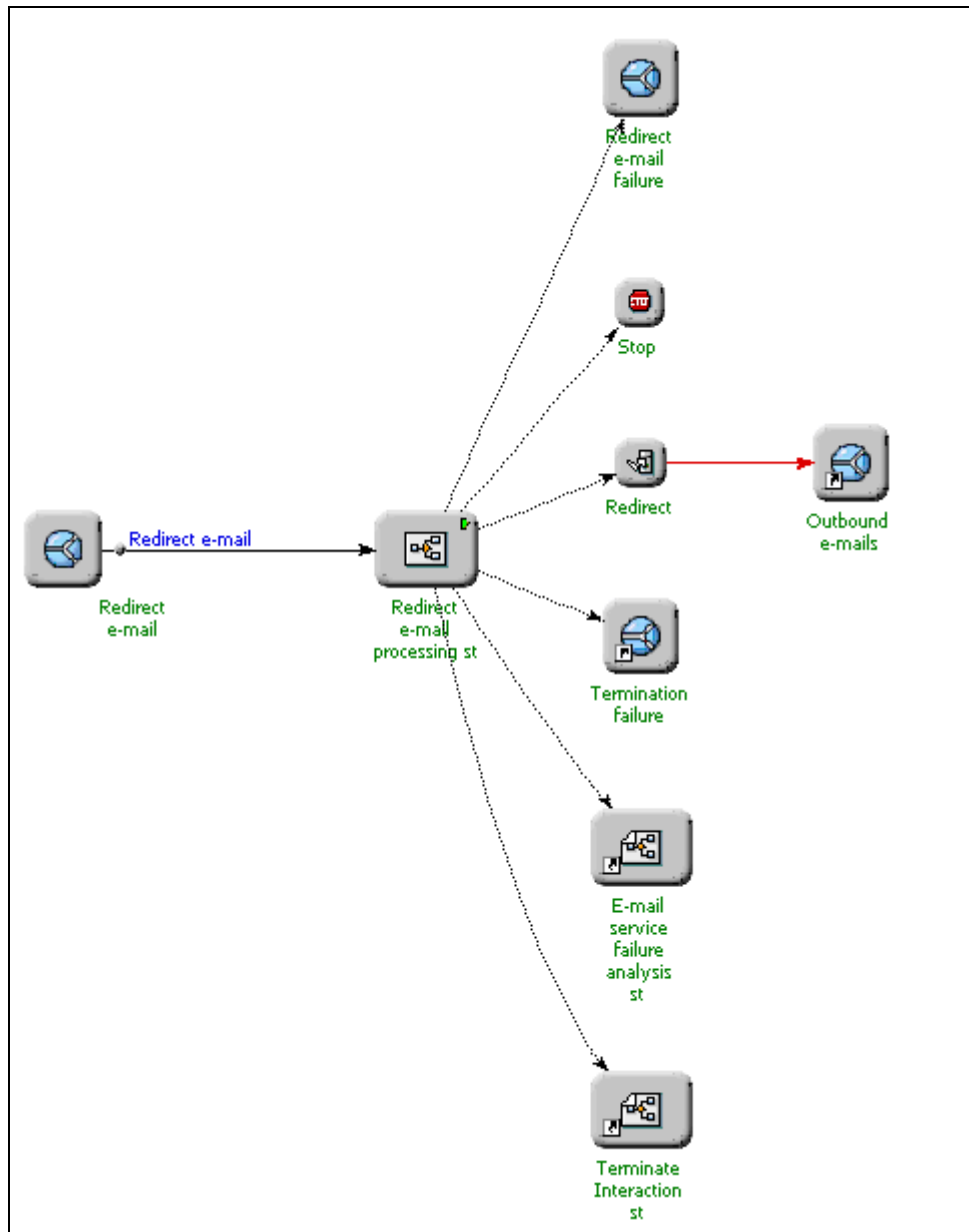 Redirect
e-mail
failure
STOP
Stop
Redirect
Outbound
e-mails
Redirect e-mail
Redirect
e-mail
Redirect
e-mail
processing st
Termination
failure
E-mail
service
failure
analysis
st
Terminate
Interaction
st